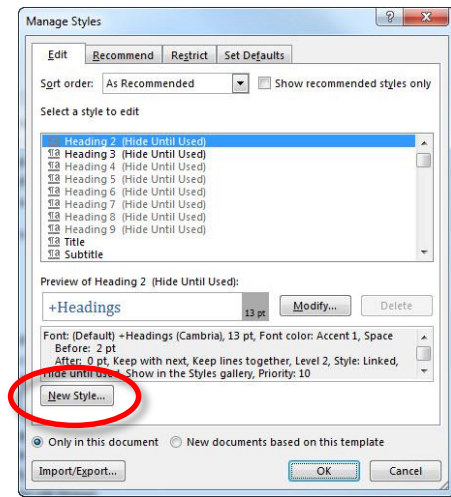 Manage Styles
Edit Recommend Restrict Set Defaults
Sort order: As Recommended Show recommended styles only
Select a style to edit
¶a Heading 2 (Hide Until Used)
¶a Heading 3 (Hide Until Used)
¶a Heading 4 (Hide Until Used)
¶a Heading 5 (Hide Until Used)
¶a Heading 6 (Hide Until Used)
¶a Heading 7 (Hide Until Used)
¶a Heading 8 (Hide Until Used)
¶a Heading 9 (Hide Until Used)
¶a Title
¶a Subtitle
Preview of Heading 2 (Hide Until Used):
+Headings 13 pt Modify... Delete
Font: (Default) +Headings (Cambria), 13 pt, Font color: Accent 1, Space
Before: 2 pt
After: 0 pt, Keep with next, Keep lines together, Level 2, Style: Linked,
Hide until used, Show in the Styles gallery, Priority: 10
New Style...
Only in this document New documents based on this template
Import/Export... OK Cancel